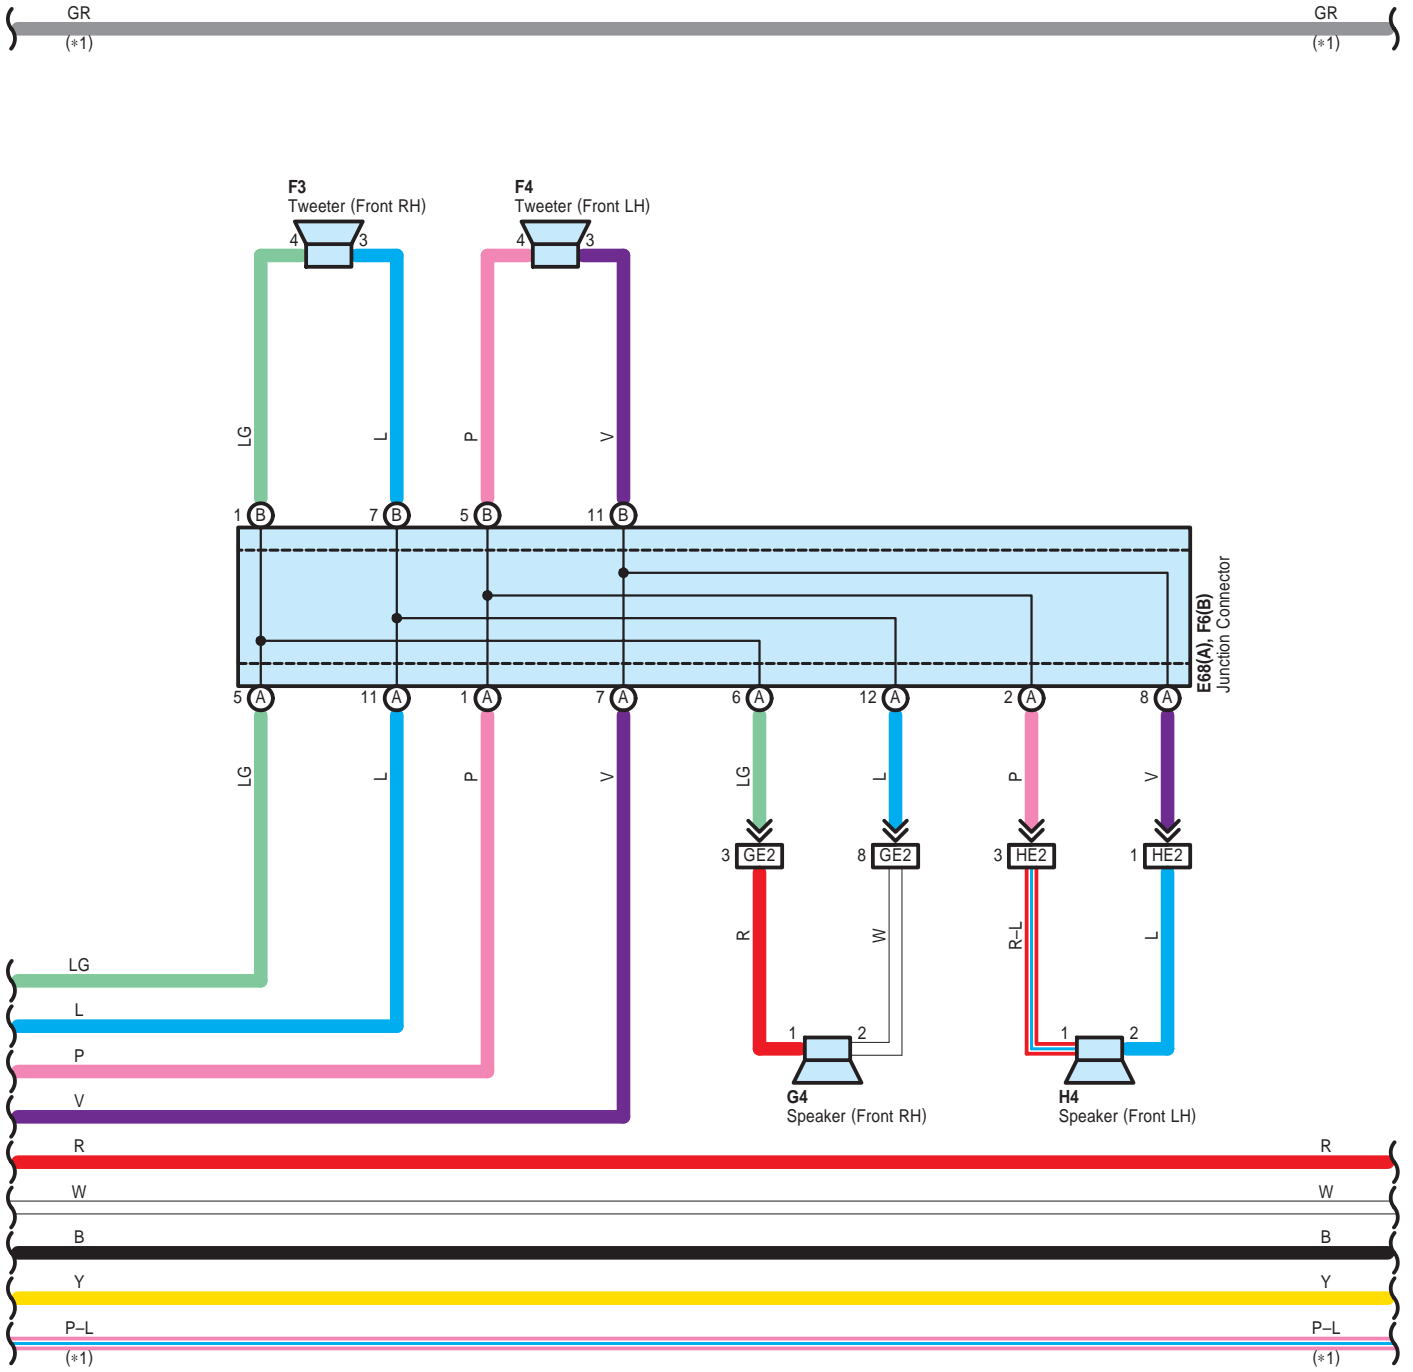 GR GR
(*1) (*1)
F3 F4
Tweeter (Front RH) Tweeter (Front LH)
4 3 4 3
LG L P V
1 B 7 B 5 B 11 B
E68(A), F6(B)
Junction Connector
5 A 11 A 1 A 7 A 6 A 12 A 2 A 8 A
LG L P V LG L P V
3 GE2 8 GE2 3 HE2 1 HE2
R W R–L L
LG
L
1 2 1 2
P
G4 H4
V
Speaker (Front RH) Speaker (Front LH)
R R
W W
B B
Y Y
P–L P–L
(*1) (*1)